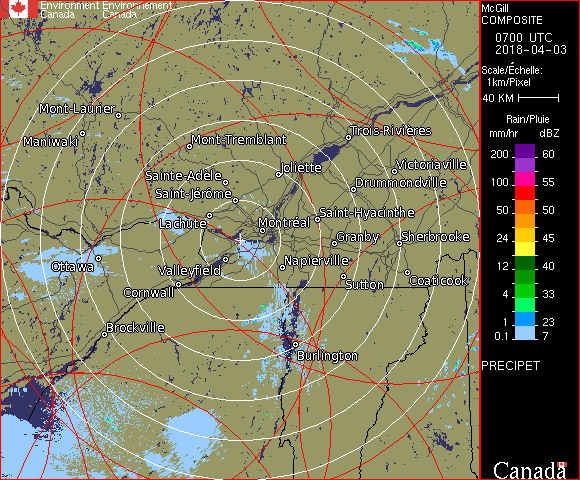 Environment Environnement
Canada Canada
McGill
COMPOSITE
0700 UTC
2018-04-03
Scale/Échelle:
1km/Pixel
40 KM
Rain/Pluie
mm/hr dBZ
200 60
100 55
50 50
24 45
12 40
4 33
1 23
0.1 7
PRECIPET
Canada
Mont-Laurier
Maniwaki
Mont-Tremblant
Trois-Rivières
Joliette
Victoriaville
Sainte-Adèle
Drummondville
Saint-Jérôme
Saint-Hyacinthe
Lachute
Montréal
Granby
Sherbrooke
Ottawa
Valleyfield
Napierville
Cornwall
Sutton
Coaticook
Brockville
Burlington